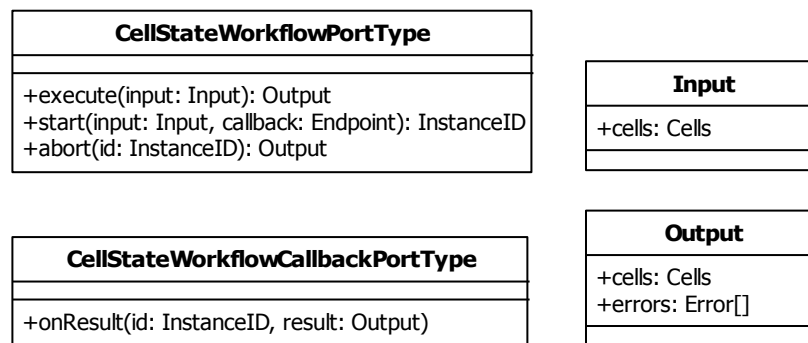 CellStateWorkflowPortType
+execute(input: Input): Output
+start(input: Input, callback: Endpoint): InstanceID
+abort(id: InstanceID): Output
Input
+cells: Cells
CellStateWorkflowCallbackPortType
+onResult(id: InstanceID, result: Output)
Output
+cells: Cells
+errors: Error[]